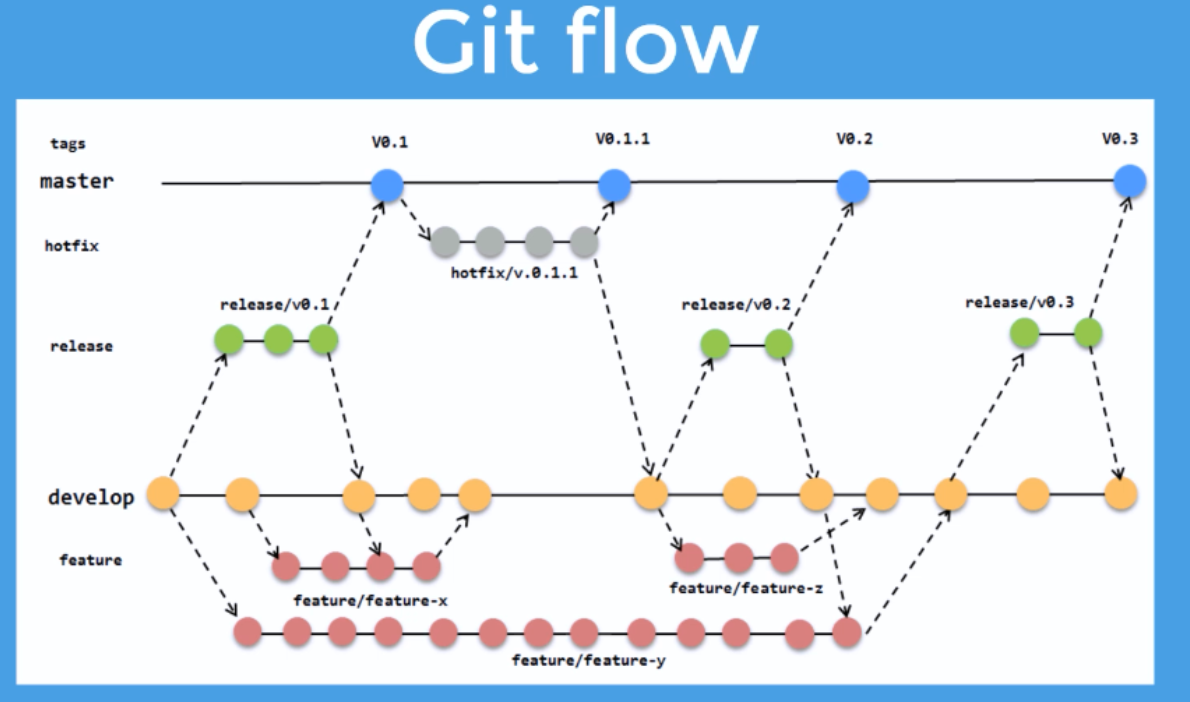 Git flow
tags
V0.1
V0.1.1
V0.2
V0.3
master
hotfix
hotfix/v.0.1.1
release/v0.1
release/v0.2
release/v0.3
release
develop
feature
feature/feature-x
feature/feature-z
feature/feature-y